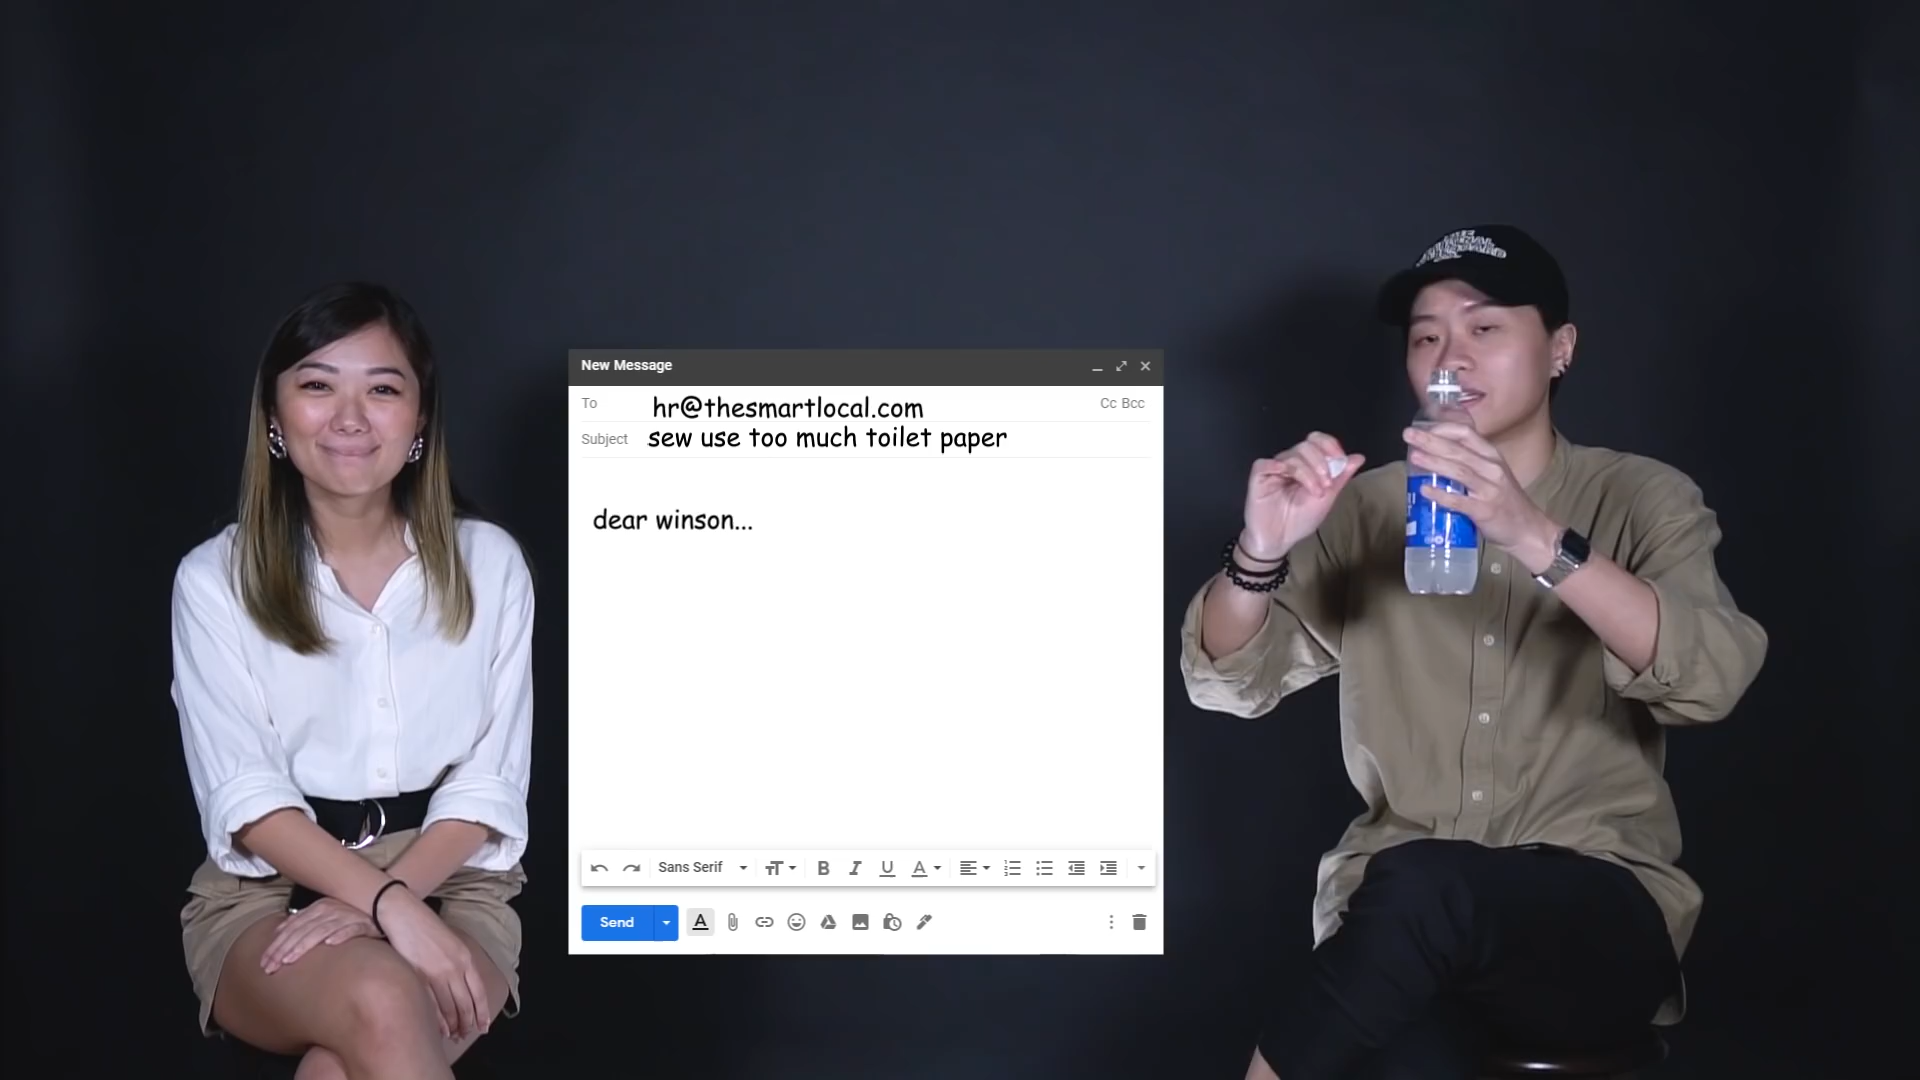 New Message
To hr@thesmartlocal.com Cc Bcc
Subject sew use too much toilet paper
dear winson...
Sans Serif
Send